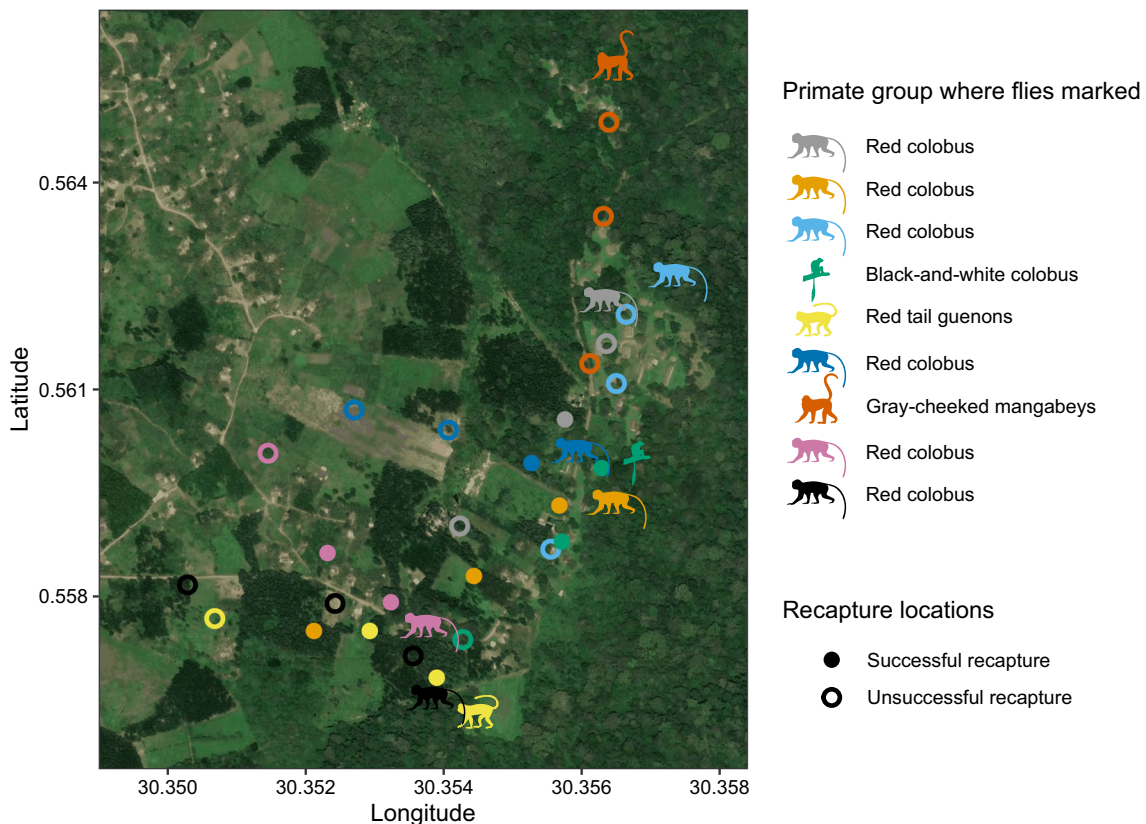 Primate group where flies marked
Red colobus
Red colobus
Red colobus
Black-and-white colobus
Red tail guenons
Red colobus
Gray-cheeked mangabeys
Red colobus
Red colobus
Recapture locations
Successful recapture
Unsuccessful recapture
Latitude
0.564
0.561
0.558
30.350
30.352
30.354
30.356
30.358
Longitude